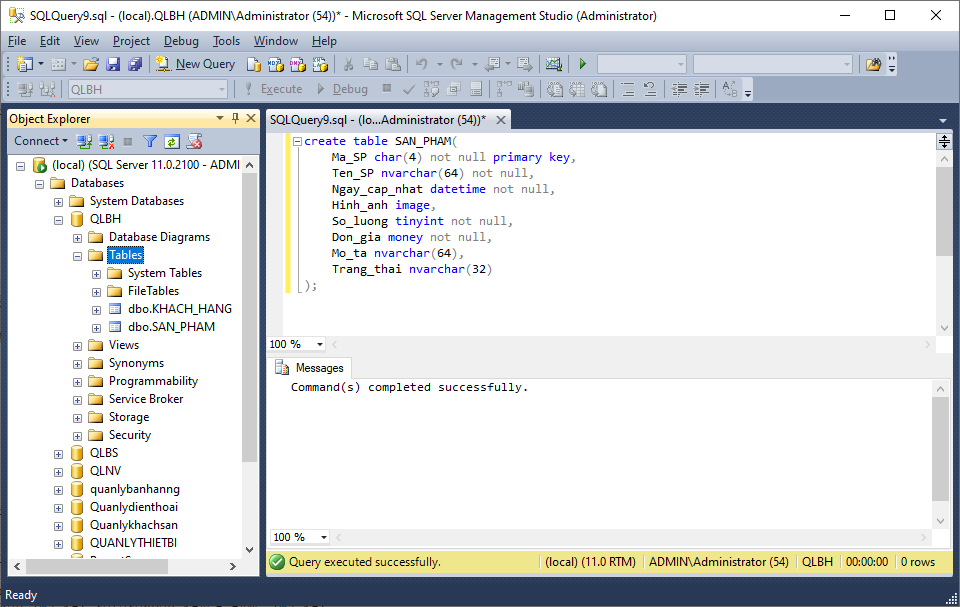 SQLQuery9.sql - (local).QLBH (ADMIN\Administrator (54))* - Microsoft SQL Server Management Studio (Administrator)
File Edit View Project Debug Tools Window Help
New Query
QLBH Execute Debug
Object Explorer
Connect
(local) (SQL Server 11.0.2100 - ADMI
Databases
System Databases
QLBH
Database Diagrams
Tables
System Tables
FileTables
dbo.KHACH_HANG
dbo.SAN_PHAM
Views
Synonyms
Programmability
Service Broker
Storage
Security
QLBS
QLNV
quanlybanhanng
Quanlydienthoai
Quanlykhachsan
QUANLYTHIETBI
SQLQuery9.sql - (lo...Administrator (54))*
create table SAN_PHAM(
Ma_SP char(4) not null primary key,
Ten_SP nvarchar(64) not null,
Ngay_cap_nhat datetime not null,
Hinh_anh image,
So_luong tinyint not null,
Don_gia money not null,
Mo_ta nvarchar(64),
Trang_thai nvarchar(32)
);
100 %
Messages
Command(s) completed successfully.
100 %
Query executed successfully. (local) (11.0 RTM) ADMIN\Administrator (54) QLBH 00:00:00 0 rows
Ready